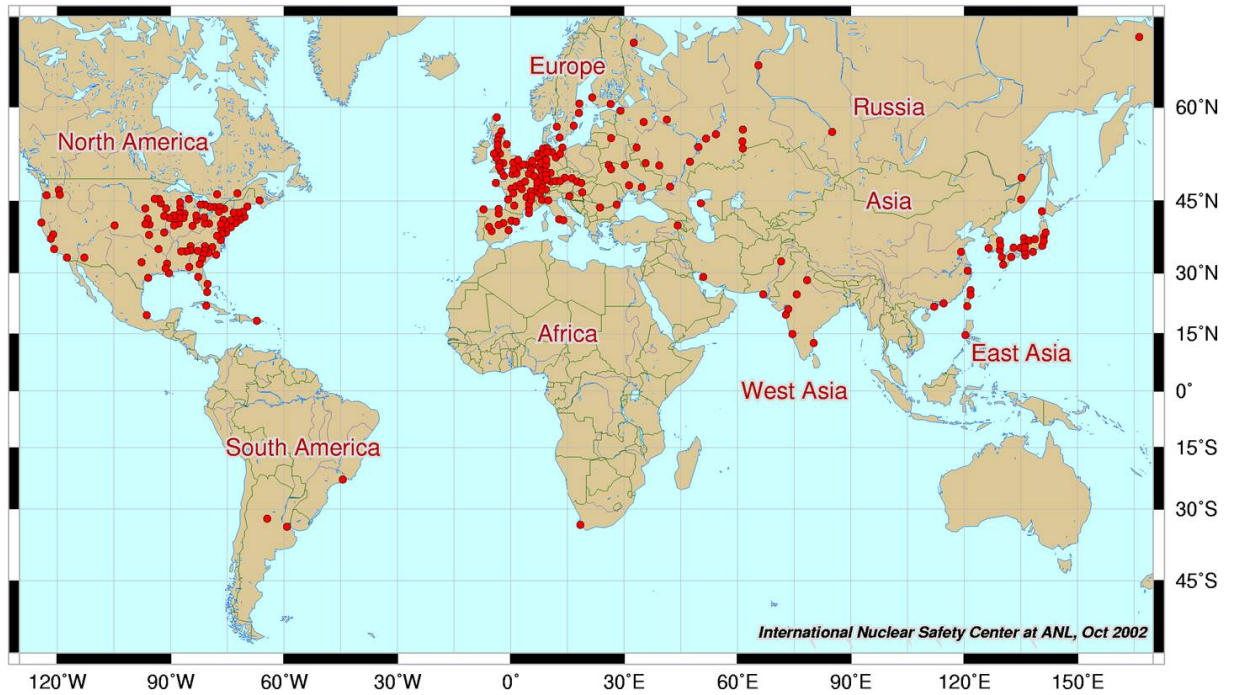 Europe
60°N
Russia
North America
45°N
Asia
30°N
Africa
15°N
East Asia
West Asia
0°
South America
15°S
30°S
45°S
International Nuclear Safety Center at ANL, Oct 2002
120°W 90°W 60°W 30°W 0° 30°E 60°E 90°E 120°E 150°E